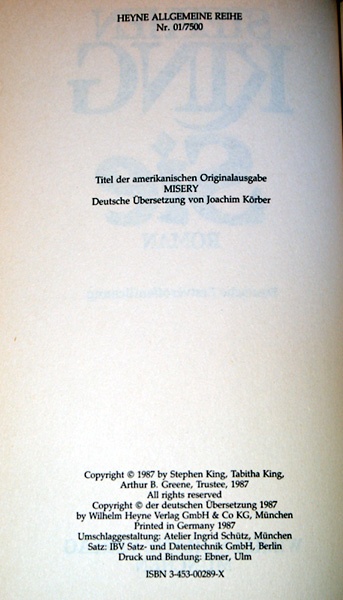 HEYNE ALLGEMEINE REIHE
Nr. 01/7500
Titel der amerikanischen Originalausgabe
MISERY
Deutsche Übersetzung von Joachim Körber
Copyright © 1987 by Stephen King, Tabitha King,
Arthur B. Greene, Trustee, 1987
All rights reserved
Copyright © der deutschen Übersetzung 1987
by Wilhelm Heyne Verlag GmbH & Co KG, München
Printed in Germany 1987
Umschlaggestaltung: Atelier Ingrid Schütz, München
Satz: IBV Satz- und Datentechnik GmbH, Berlin
Druck und Bindung: Ebner, Ulm
ISBN 3-453-00289-X